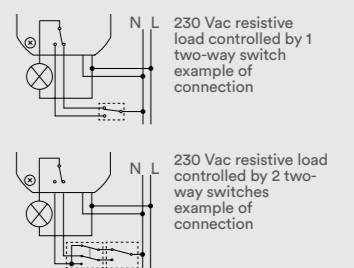 N L
230 Vac resistive
load controlled by 1
two-way switch
example of
connection
N L
230 Vac resistive load
controlled by 2 two-
way switches
example of
connection